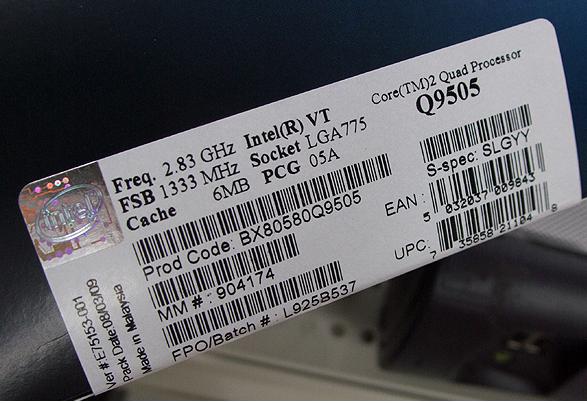 Core(TM)2 Quad Processor
Q9505
Freq. 2.83 GHz Intel(R) VT
FSB 1333 MHz Socket LGA775
Cache 6MB PCG 05A
S-spec: SLGYY
Prod Code: BX80580Q9505
EAN: 5 032037 009843
MM #: 904174
UPC: 7 35858 21104 8
FPO/Batch #: L925B537
intel
Ver #: E75153-001
Pack Date: 08/03/09
Made in Malaysia